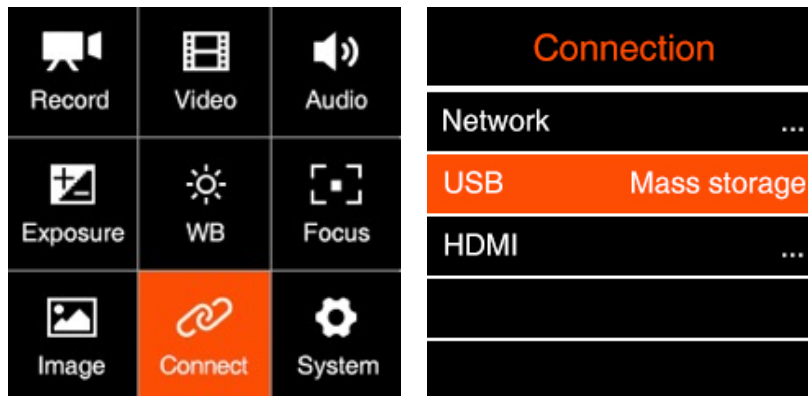 Record Video Audio
Exposure WB Focus
Image Connect System
Connection
Network ...
USB Mass storage
HDMI ...